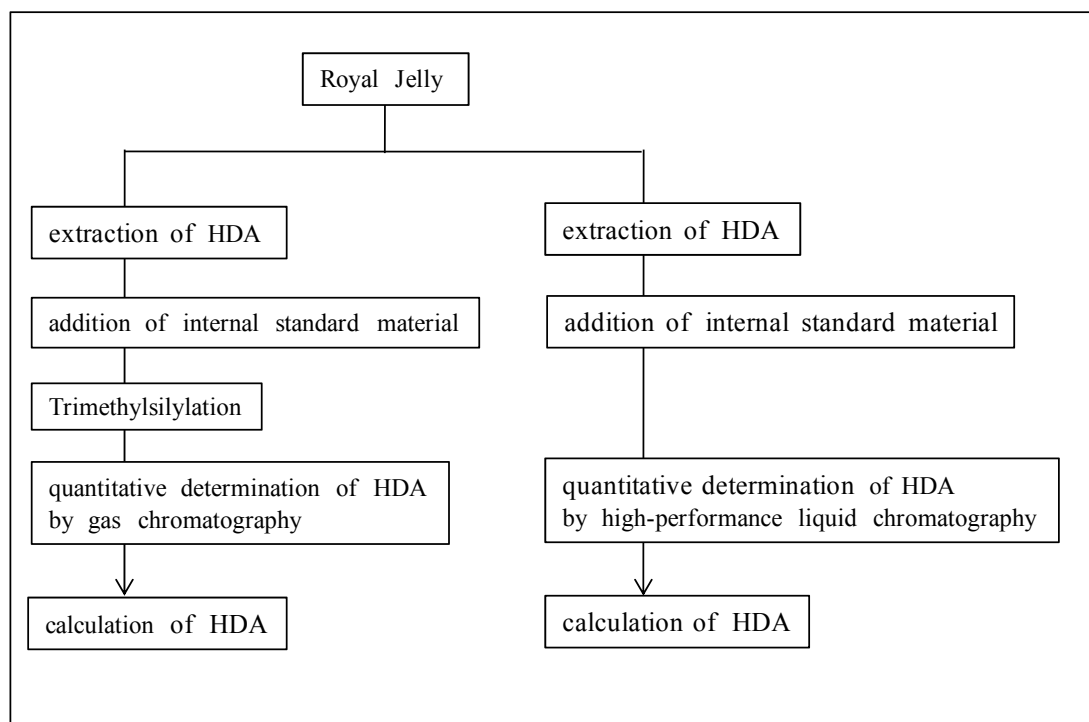 Royal Jelly
extraction of HDA
addition of internal standard material
Trimethylsilylation
quantitative determination of HDA
by gas chromatography
calculation of HDA
extraction of HDA
addition of internal standard material
quantitative determination of HDA
by high-performance liquid chromatography
calculation of HDA